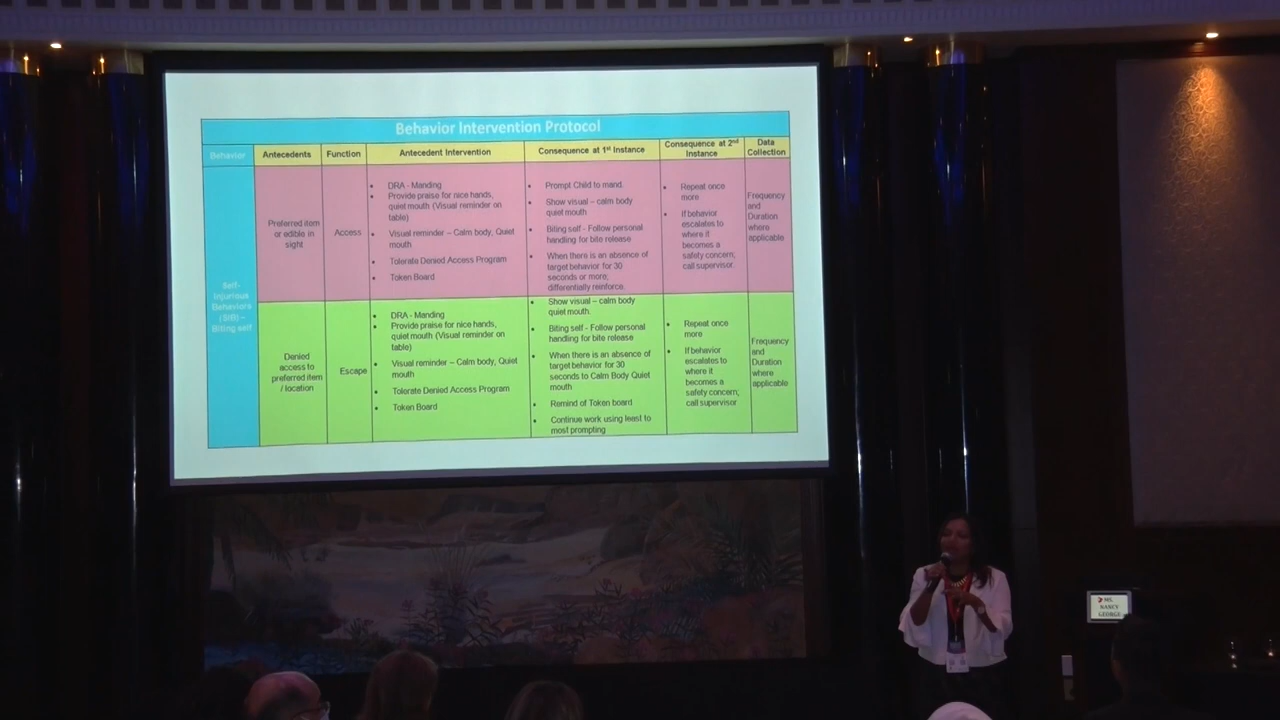 Behavior Intervention Protocol
Behavior
Antecedents
Function
Antecedent Intervention
Consequence at 1st Instance
Consequence at 2nd
Instance
Data
Collection
Self-
Injurious
Behaviors
(SIB) –
Biting self
Preferred item
or edible in
sight
Access
• DRA - Manding
• Provide praise for nice hands,
quiet mouth (Visual reminder on
table)
• Visual reminder – Calm body, Quiet
mouth
• Tolerate Denied Access Program
• Token Board
• Prompt Child to mand.
• Show visual – calm body
quiet mouth
• Biting self - Follow personal
handling for bite release
• When there is an absence of
target behavior for 30
seconds or more,
differentially reinforce.
• Repeat once
more
• If behavior
escalates to
where it
becomes a
safety concern,
call supervisor.
Frequency
and
Duration
where
applicable
Denied
access to
preferred item
/ location
Escape
• DRA - Manding
• Provide praise for nice hands,
quiet mouth (Visual reminder on
table)
• Visual reminder – Calm body, Quiet
mouth
• Tolerate Denied Access Program
• Token Board
• Show visual – calm body
quiet mouth.
• Biting self - Follow personal
handling for bite release
• When there is an absence of
target behavior for 30
seconds to Calm Body Quiet
mouth
• Remind of Token board
• Continue work using least to
most prompting
• Repeat once
more
• If behavior
escalates to
where it
becomes a
safety concern,
call supervisor
Frequency
and
Duration
where
applicable
MS.
NANCY
GEORGE